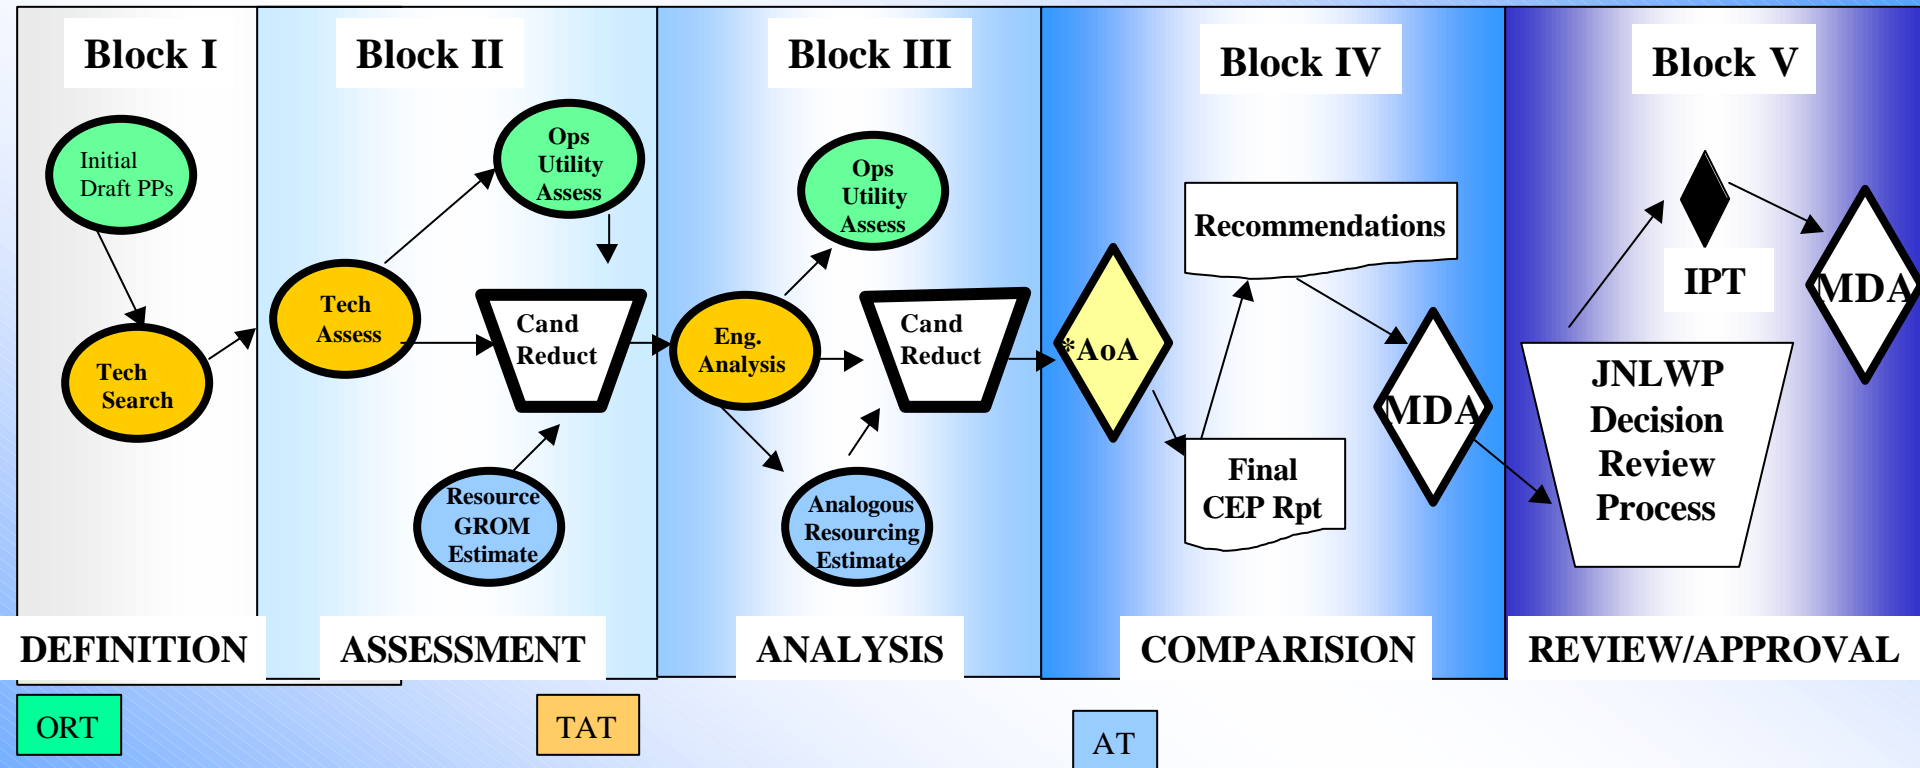 Block I
Initial
Draft PPs
Tech
Search
DEFINITION
Block II
Ops
Utility
Assess
Tech
Assess
Cand
Reduct
Resource
GROM
Estimate
ASSESSMENT
Block III
Ops
Utility
Assess
Eng.
Analysis
Cand
Reduct
Analogous
Resourcing
Estimate
ANALYSIS
Block IV
Recommendations
*AoA
MDA
Final
CEP Rpt
COMPARISION
Block V
IPT
MDA
JNLWP
Decision
Review
Process
REVIEW/APPROVAL
ORT
TAT
AT